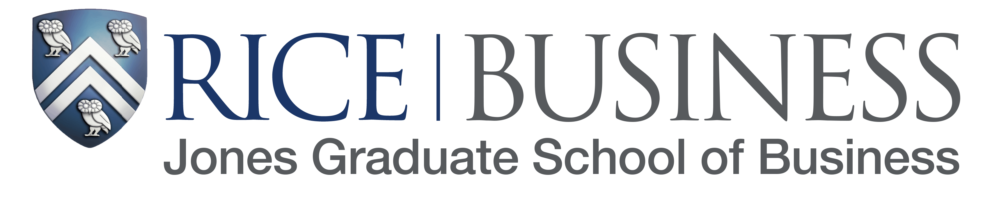 RICE | BUSINESS
Jones Graduate School of Business